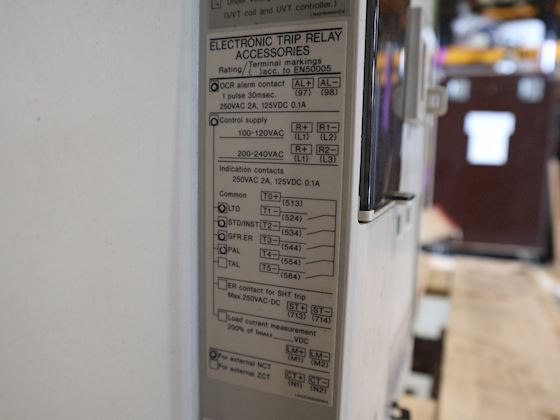 Under
(UVT coil and UVT controller.)
ELECTRONIC TRIP RELAY
ACCESSORIES
Rating/Terminal markings
( )acc. to EN50005
OCR alarm contact AL+ AL-
1 pulse 30msec. (97) (98)
250VAC 2A, 125VDC 0.1A
Control supply
100-120VAC R+ R1-
(L1) (L2)
200-240VAC R+ R2-
(L1) (L3)
Indication contacts
250VAC 2A, 125VDC 0.1A
Common T0+ (513)
LTD T1- (524)
STD/INST T2- (534)
GFR.ER T3- (544)
PAL T4- (554)
TAL T5- (564)
ER contact for SHT trip
Max.250VAC-DC ST+ ST-
(713) (714)
Load current measurement
200% of INMAX VDC
LM+ LM-
(M1) (M2)
For external NCT
For external ZCT CT+ CT-
(N1) (N2)